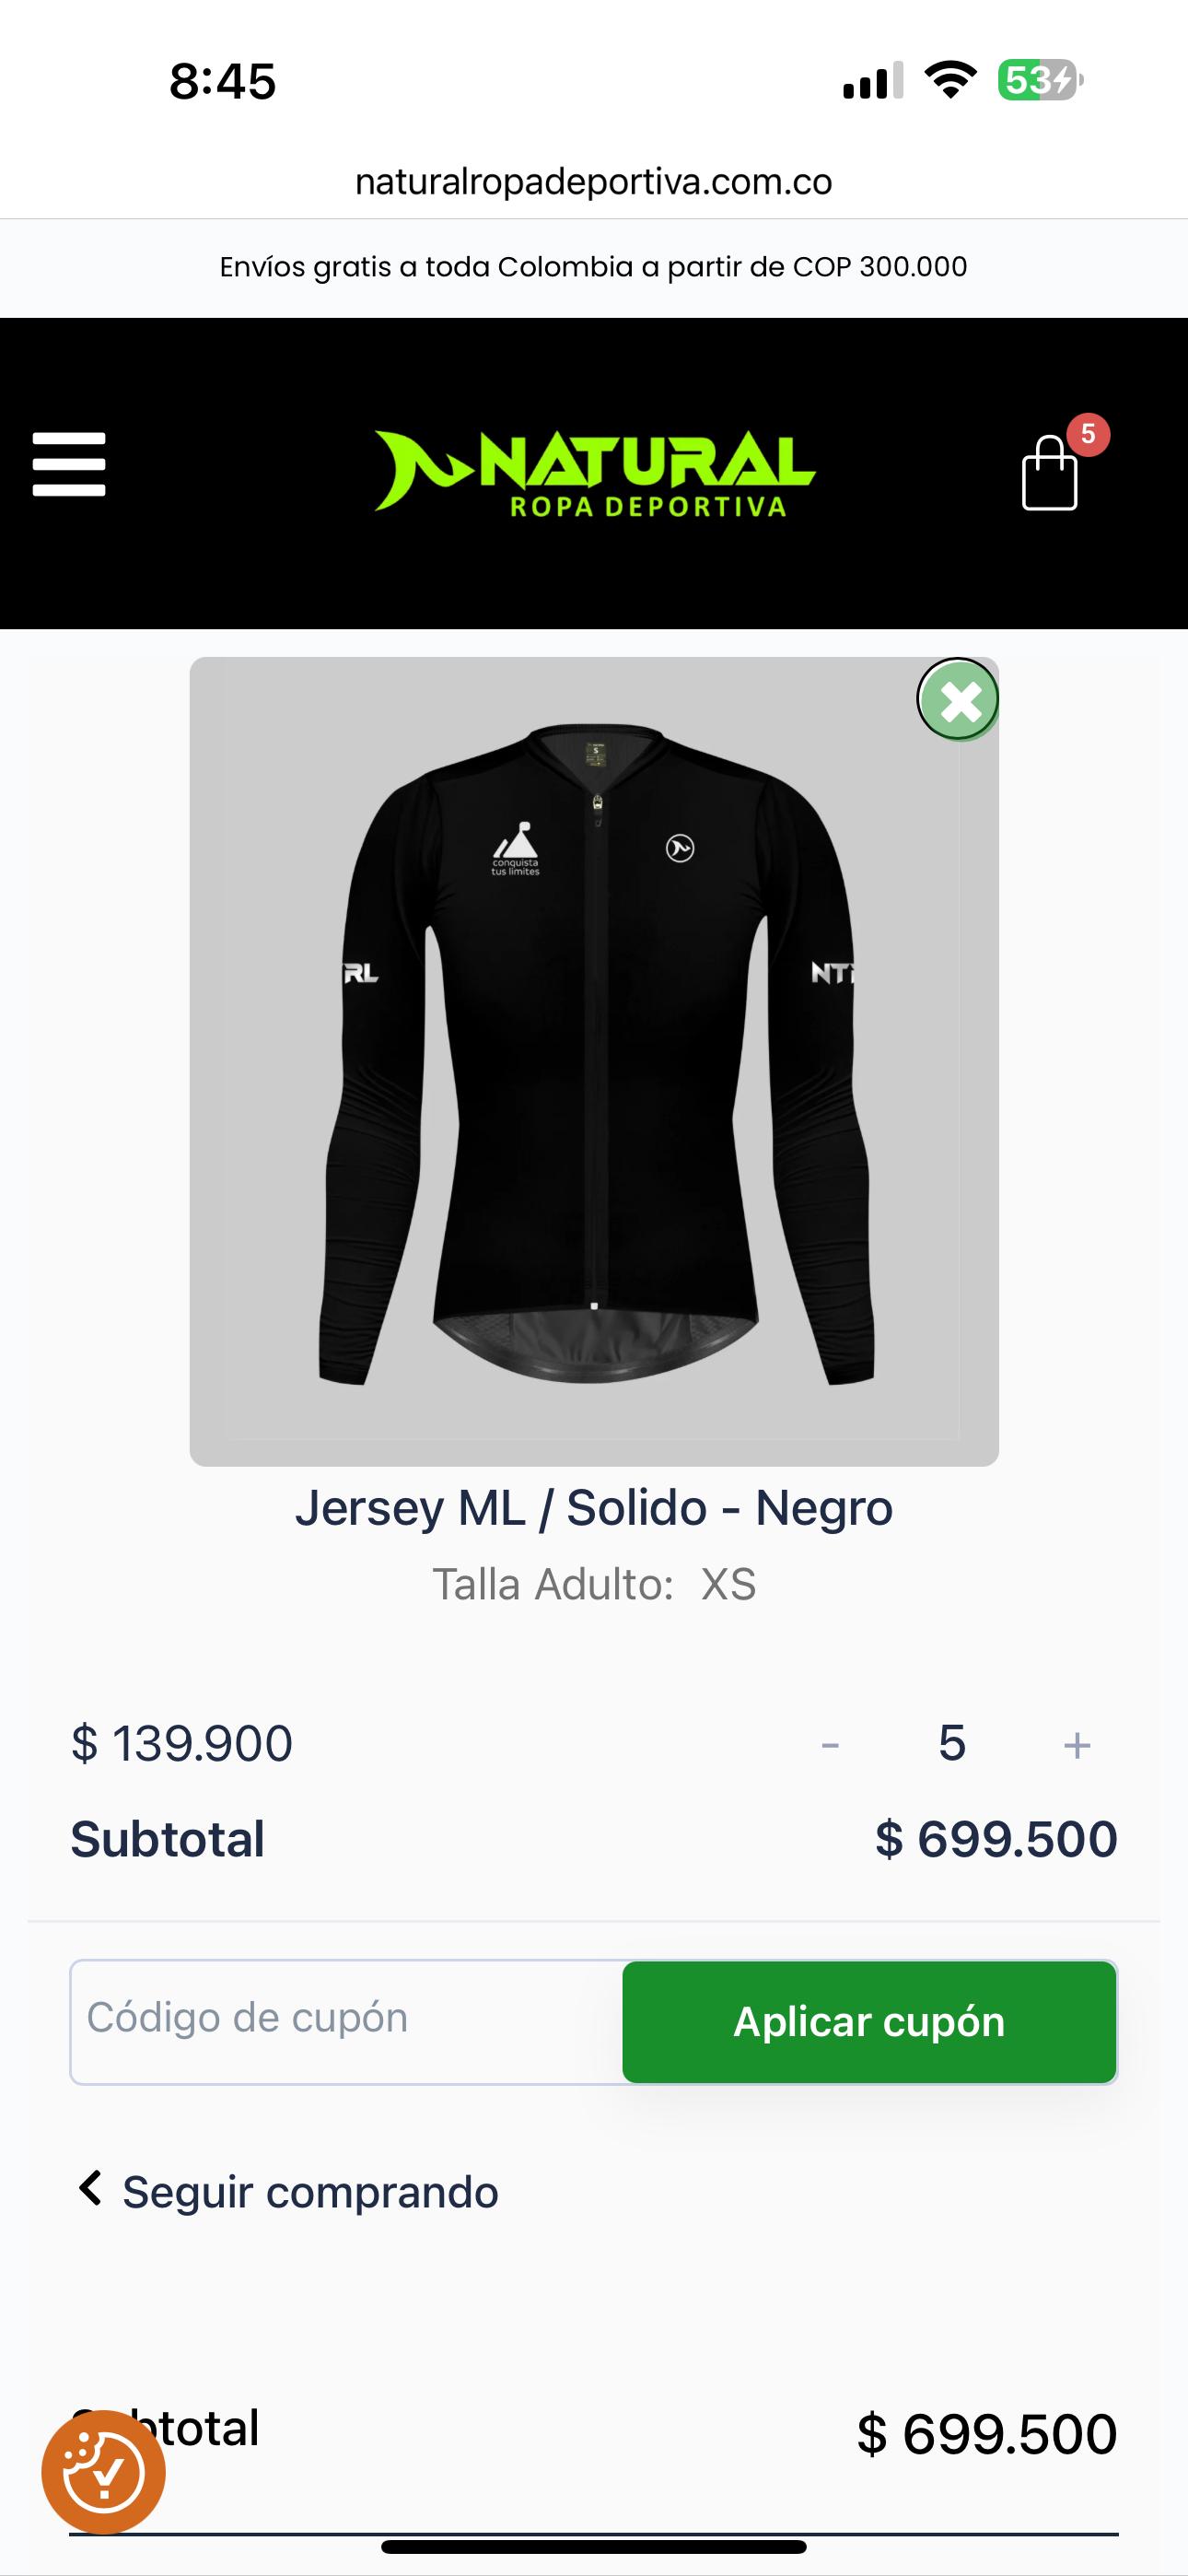 8:45
53
naturalropadeportiva.com.co
Envíos gratis a toda Colombia a partir de COP 300.000
NATURAL
ROPA DEPORTIVA
5
S
conquista
tus limites
RL
NT
Jersey ML / Solido - Negro
Talla Adulto: XS
$ 139.900
- 5 +
Subtotal
$ 699.500
Código de cupón
Aplicar cupón
Seguir comprando
Subtotal
$ 699.500